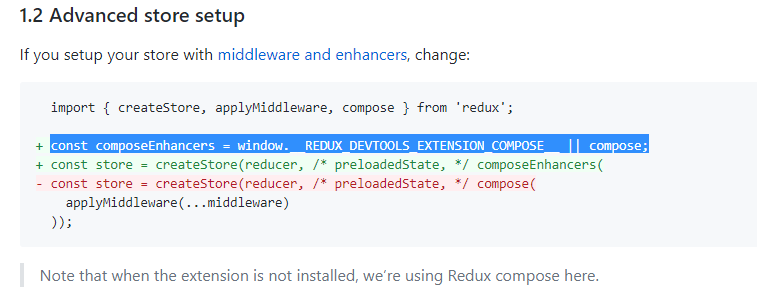 1.2 Advanced store setup
If you setup your store with middleware and enhancers, change:
import { createStore, applyMiddleware, compose } from 'redux';
+ const composeEnhancers = window.__REDUX_DEVTOOLS_EXTENSION_COMPOSE__ || compose;
+ const store = createStore(reducer, /* preloadedState, */ composeEnhancers(
- const store = createStore(reducer, /* preloadedState, */ compose(
applyMiddleware(...middleware)
));
Note that when the extension is not installed, we’re using Redux compose here.